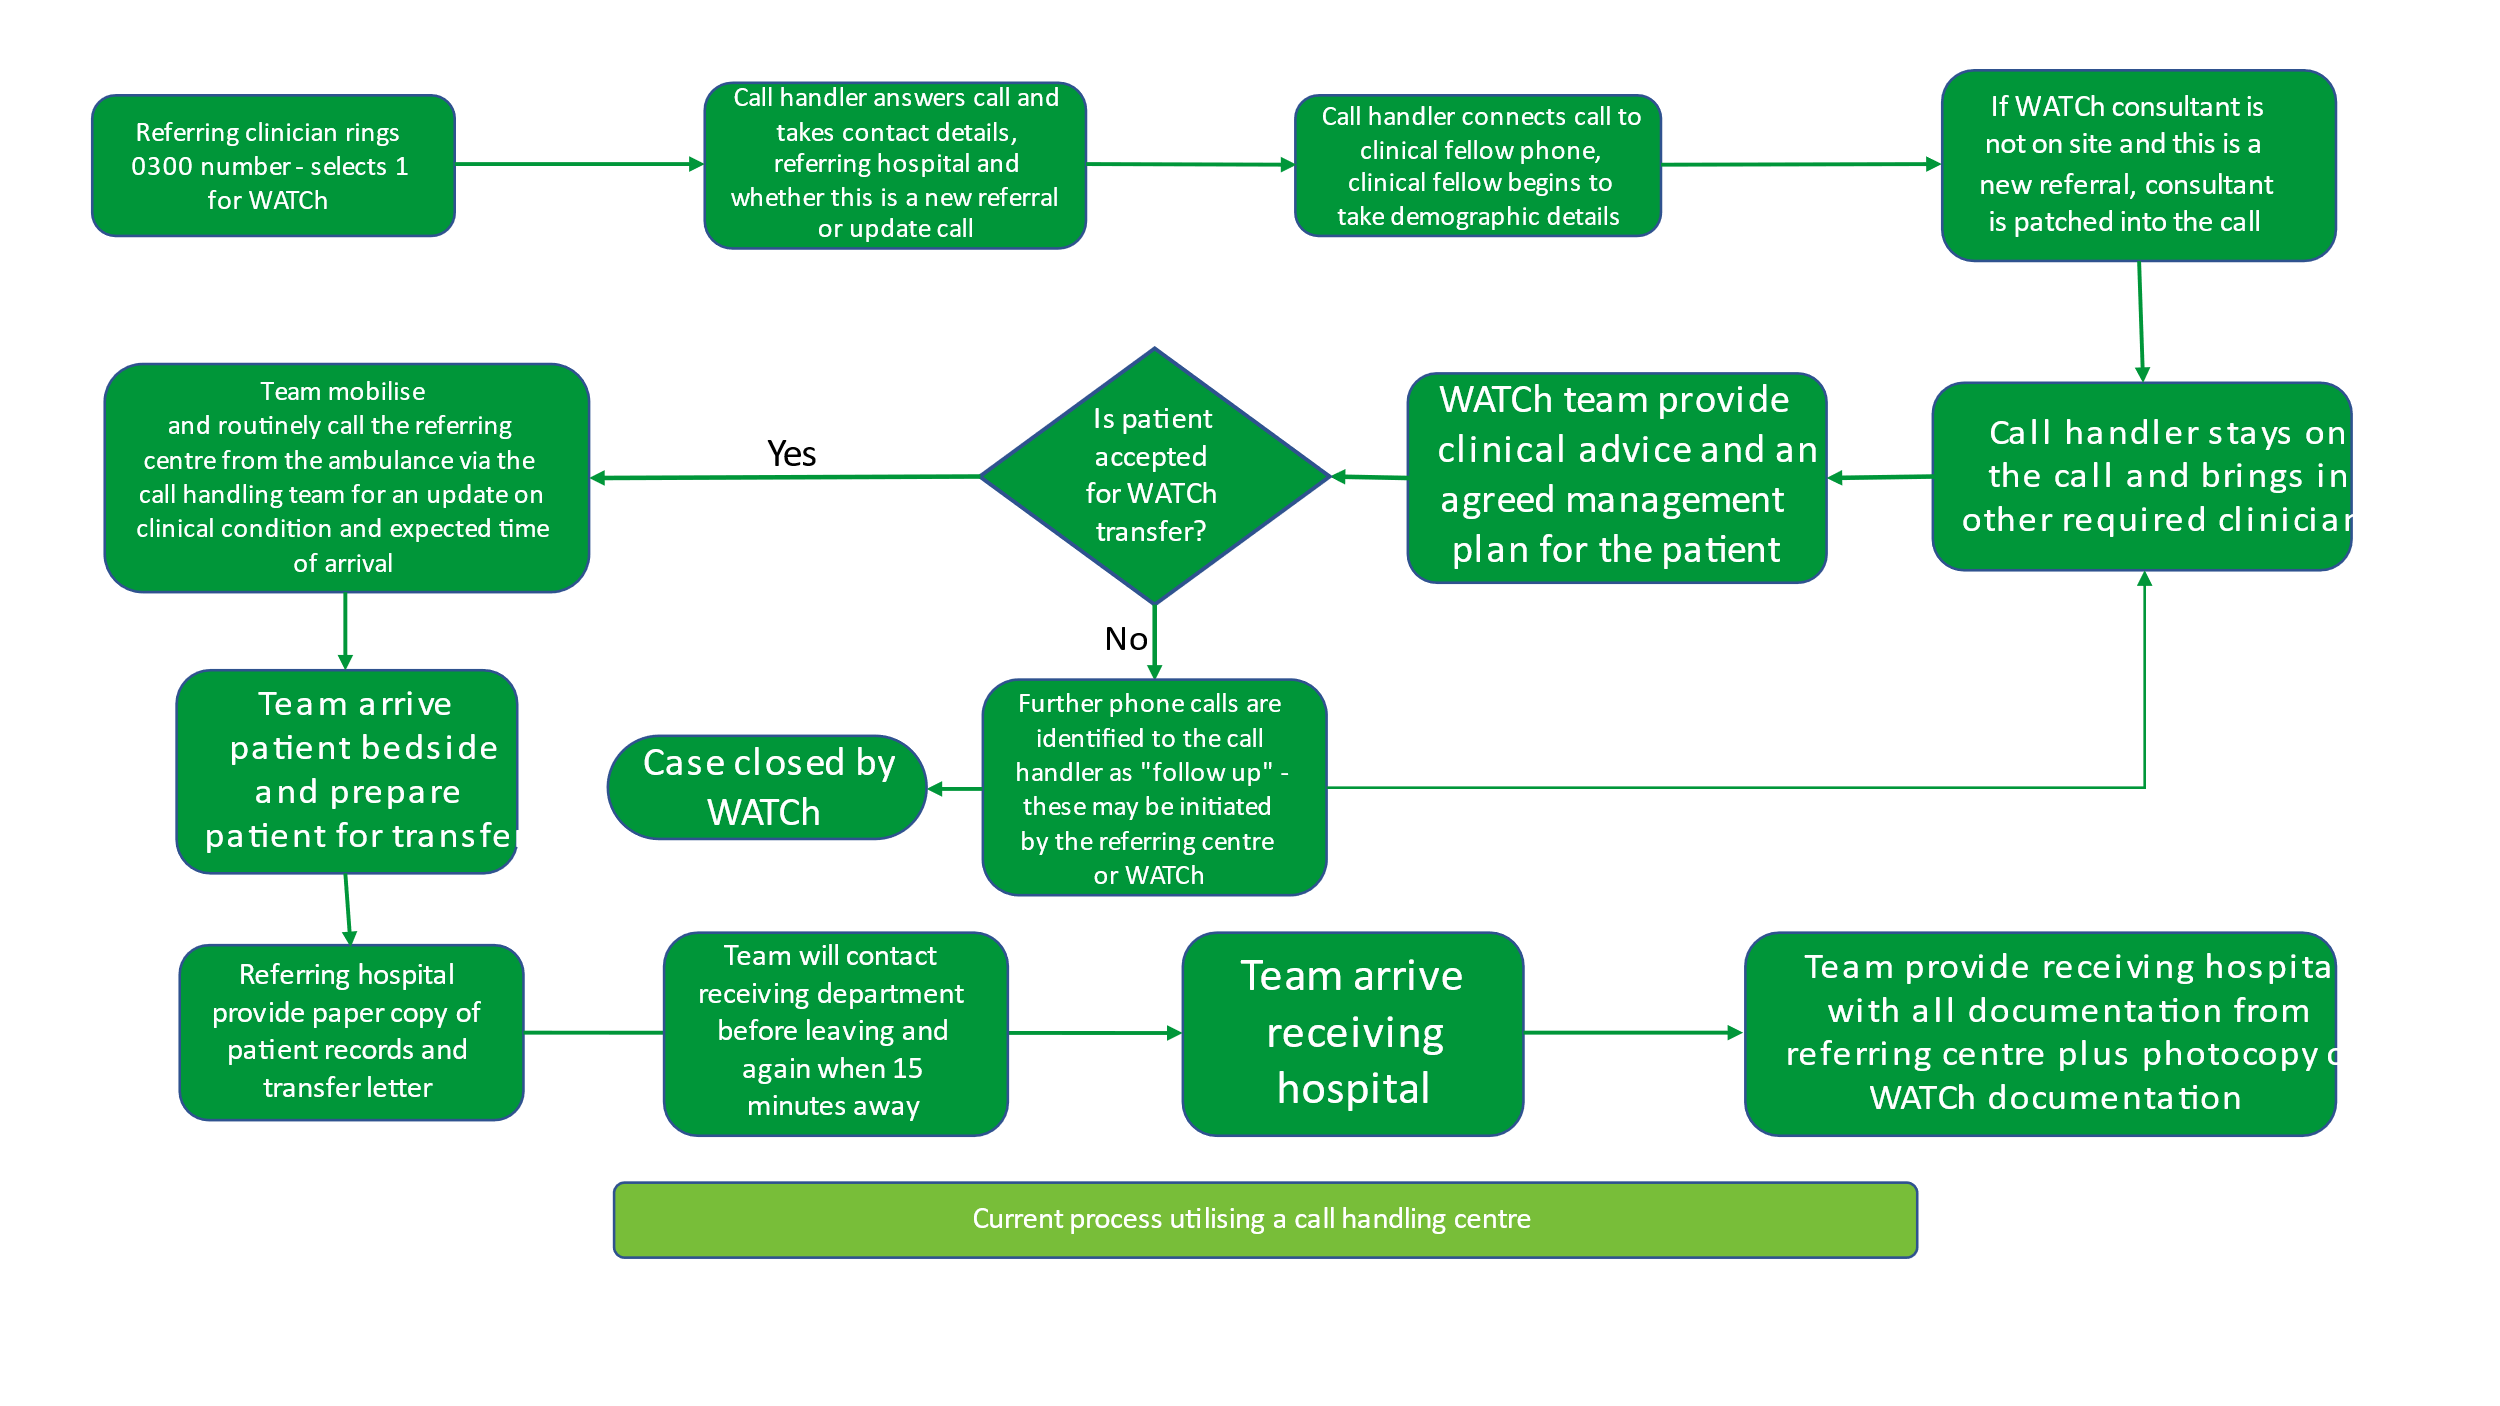 Referring clinician rings
0300 number - selects 1
for WATCh
Call handler answers call and
takes contact details,
referring hospital and
whether this is a new referral
or update call
Call handler connects call to
clinical fellow phone,
clinical fellow begins to
take demographic details
If WATCh consultant is
not on site and this is a
new referral, consultant
is patched into the call
Call handler stays on
the call and brings in
other required clinician
WATCh team provide
clinical advice and an
agreed management
plan for the patient
Is patient
accepted
for WATCh
transfer?
Yes
No
Team mobilise
and routinely call the referring
centre from the ambulance via the
call handling team for an update on
clinical condition and expected time
of arrival
Further phone calls are
identified to the call
handler as "follow up" -
these may be initiated
by the referring centre
or WATCh
Case closed by
WATCh
Team arrive
patient bedside
and prepare
patient for transfer
Referring hospital
provide paper copy of
patient records and
transfer letter
Team will contact
receiving department
before leaving and
again when 15
minutes away
Team arrive
receiving
hospital
Team provide receiving hospita
with all documentation from
referring centre plus photocopy
WATCh documentation
Current process utilising a call handling centre